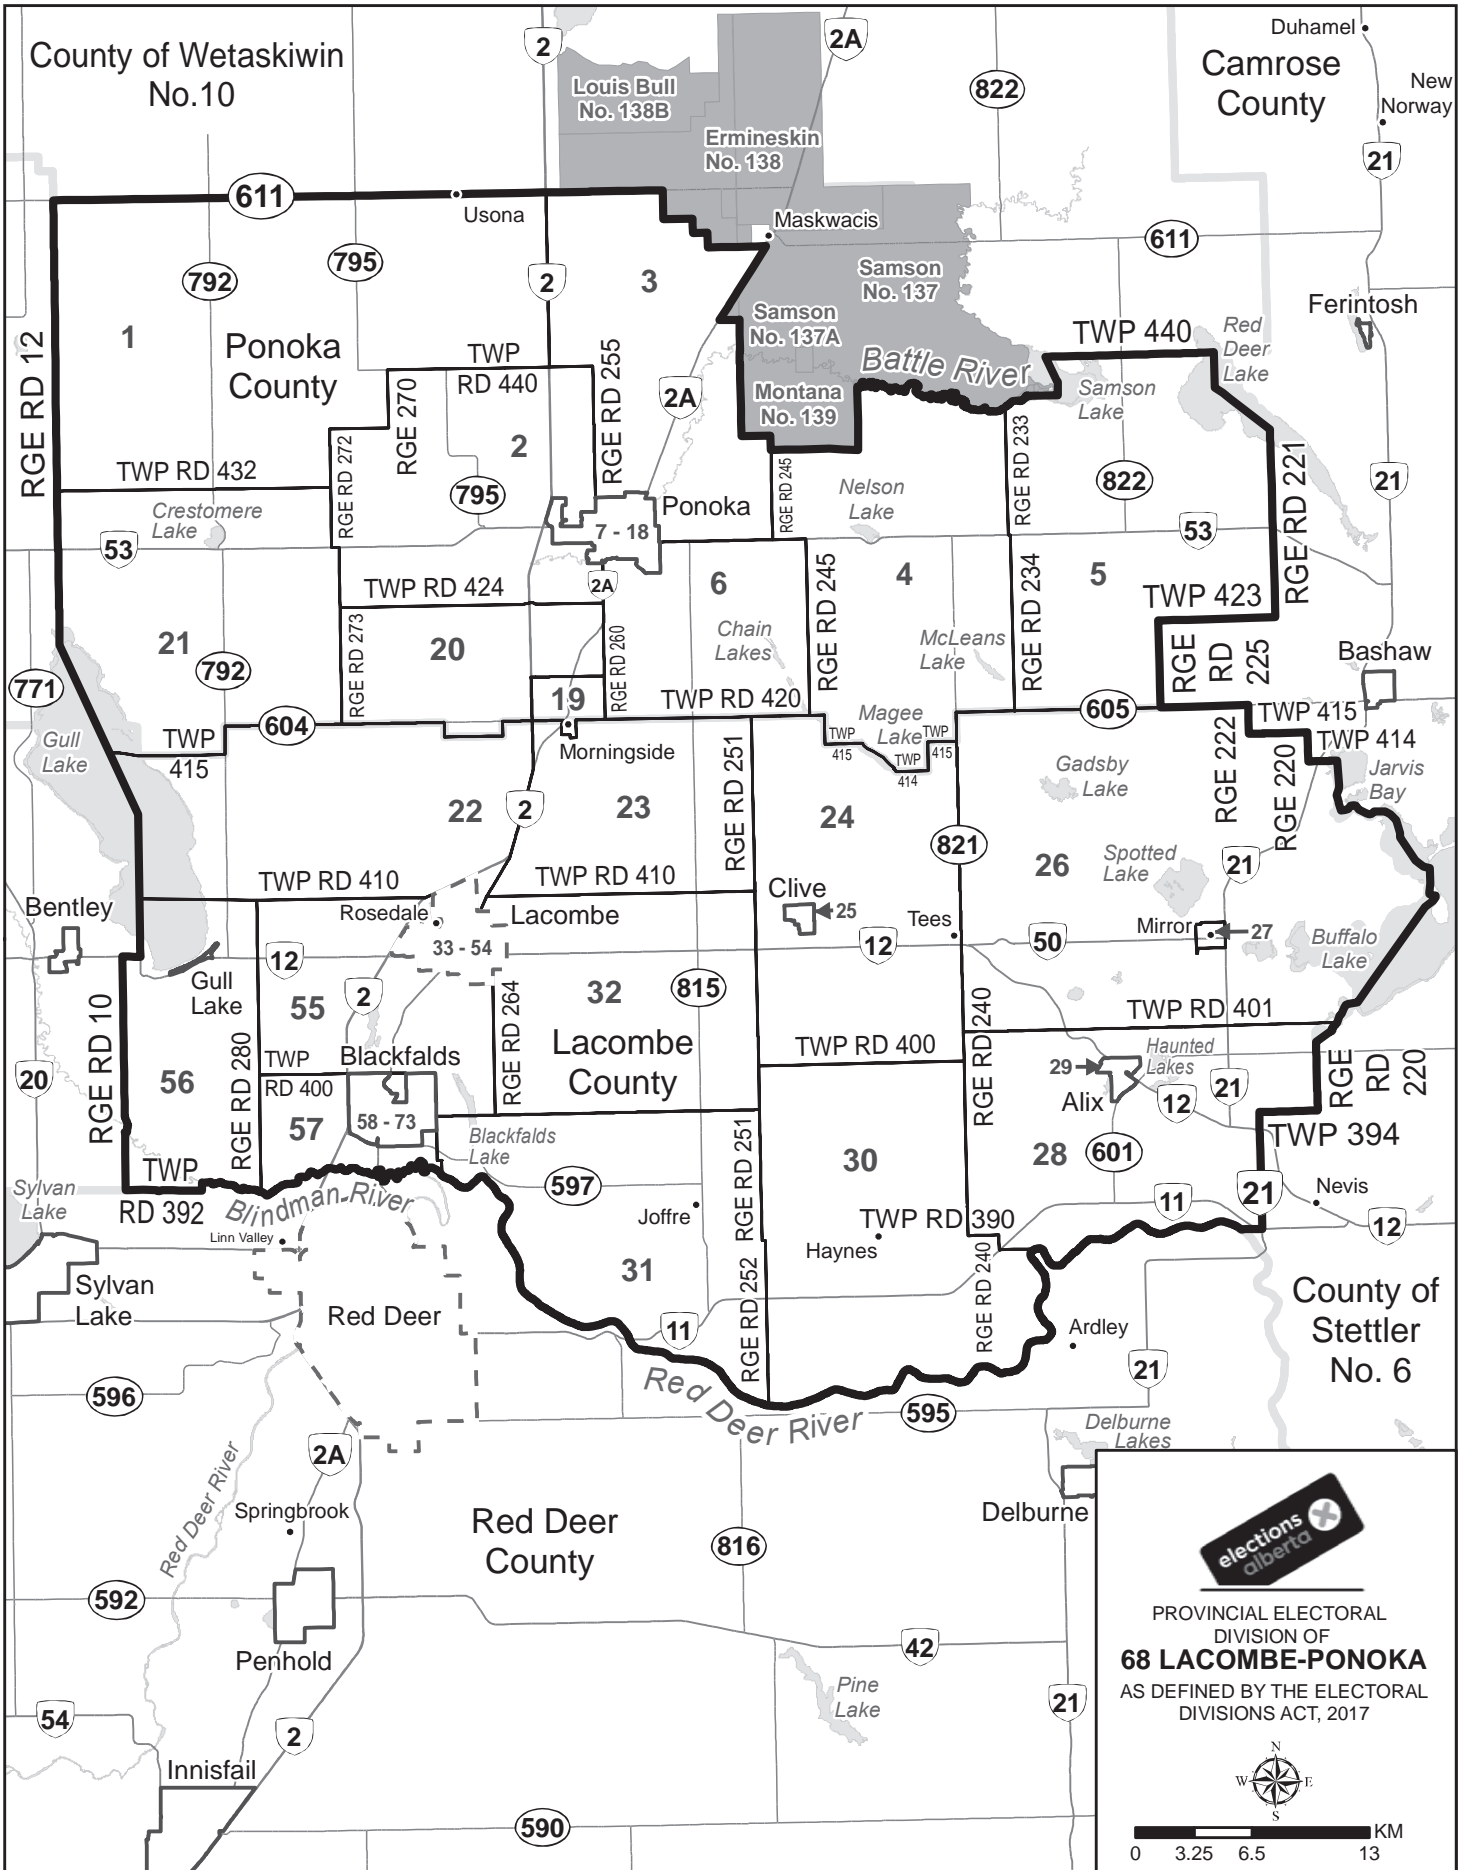 County of Wetaskiwin
No.10
2
2A
822
Duhamel
Camrose
County
New
Norway
21
Louis Bull
No. 138B
Ermineskin
No. 138
611
Usona
Maskwacis
611
792
795
2
3
Samson
No. 137
Ferintosh
1
Ponoka
County
TWP
RD 440
RGE RD 12
RGE RD 270
RGE RD 255
2A
Samson
No. 137A
Battle River
TWP 440
Red
Deer
Lake
Montana
No. 139
Samson
Lake
2
TWP RD 432
RGE RD 272
795
Ponoka
RGE RD 245
Nelson
Lake
RGE RD 233
822
RGE RD 221
21
Crestomere
Lake
53
7 - 18
53
TWP RD 424
2A
6
RGE RD 245
4
RGE RD 234
5
TWP 423
21
792
RGE RD 273
20
RGE RD 260
Chain
Lakes
McLeans
Lake
RGE
RD
225
Bashaw
771
19
TWP RD 420
605
604
TWP
415
Morningside
Magee
Lake
TWP
415
TWP
414
TWP
415
TWP 415
TWP 414
Gull
Lake
RGE RD 251
Gadsby
Lake
RGE 222
RGE 220
Jarvis
Bay
22
2
23
24
821
26
Spotted
Lake
21
TWP RD 410
TWP RD 410
Bentley
Rosedale
Lacombe
Clive
25
Tees
Mirror
27
33 - 54
12
12
50
Buffalo
Lake
Gull
Lake
55
2
32
815
RGE RD 10
RGE RD 280
RGE RD 264
Lacombe
County
RGE RD 240
TWP RD 401
TWP
RD 400
Blackfalds
TWP RD 400
Haunted
Lakes
29
Alix
12
21
RGE
RD
220
20
56
57
58 - 73
Blackfalds
Lake
RGE RD 251
30
28
601
TWP 394
TWP
RD 392
597
Joffre
11
21
Nevis
Sylvan
Lake
Blindman River
Linn Valley
TWP RD 390
Haynes
12
Sylvan
Lake
31
RGE RD 252
RGE RD 240
County of
Stettler
No. 6
Red Deer
11
Ardley
596
Red Deer River
595
21
2A
Red Deer River
Delburne
Lakes
Springbrook
Red Deer
County
816
Delburne
592
Penhold
42
Pine
Lake
21
54
2
Innisfail
590
elections
alberta
PROVINCIAL ELECTORAL
DIVISION OF
68 LACOMBE-PONOKA
AS DEFINED BY THE ELECTORAL
DIVISIONS ACT, 2017
N
W E
S
KM
0 3.25 6.5 13